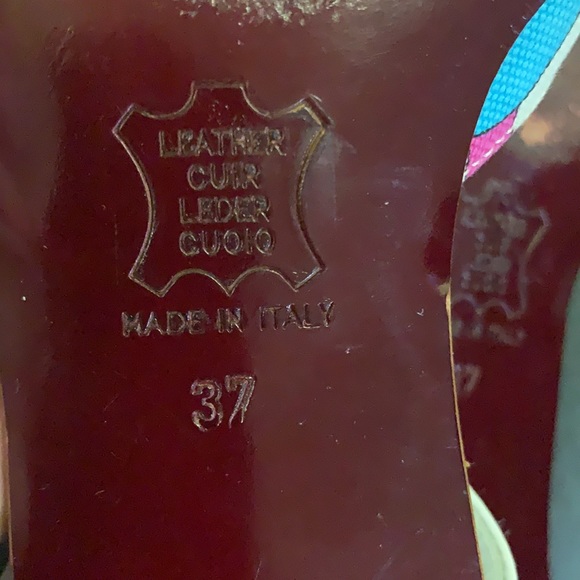 LEATHER
CUIR
LEDER
CUOIO
MADE IN ITALY
37